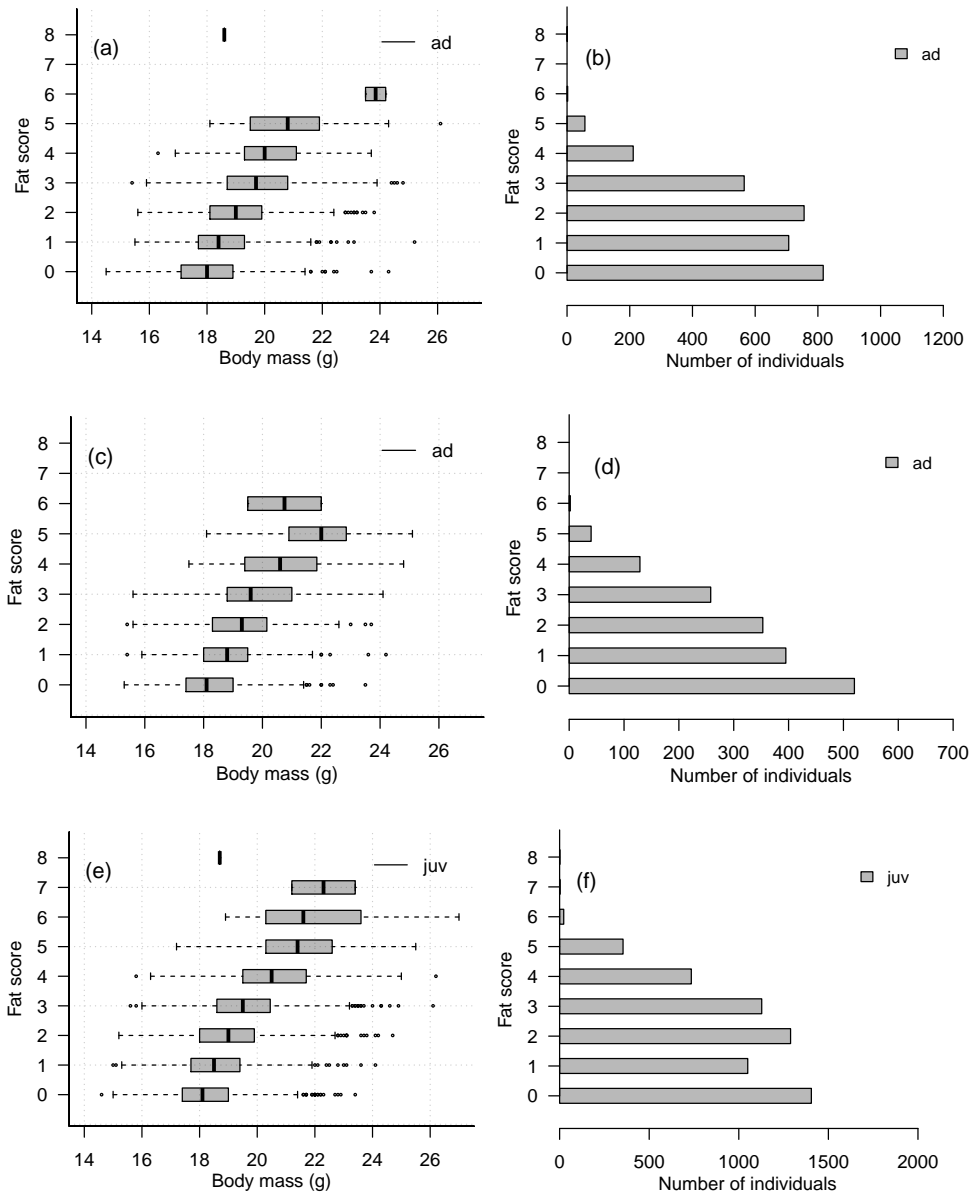 (a)
ad
8
7
6
5
4
3
2
1
0
Fat score
14 16 18 20 22 24 26
Body mass (g)
(b)
ad
8
7
6
5
4
3
2
1
0
Fat score
0 200 400 600 800 1000 1200
Number of individuals
(c)
ad
8
7
6
5
4
3
2
1
0
Fat score
14 16 18 20 22 24 26
Body mass (g)
(d)
ad
8
7
6
5
4
3
2
1
0
Fat score
0 100 200 300 400 500 600 700
Number of individuals
(e)
juv
8
7
6
5
4
3
2
1
0
Fat score
14 16 18 20 22 24 26
Body mass (g)
(f)
juv
8
7
6
5
4
3
2
1
0
Fat score
0 500 1000 1500 2000
Number of individuals